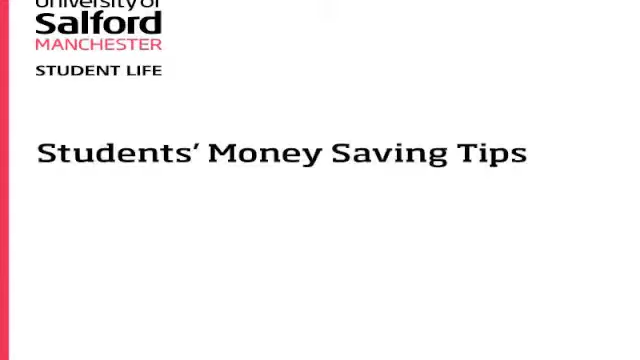 University of
Salford
MANCHESTER
STUDENT LIFE
Students’ Money Saving Tips